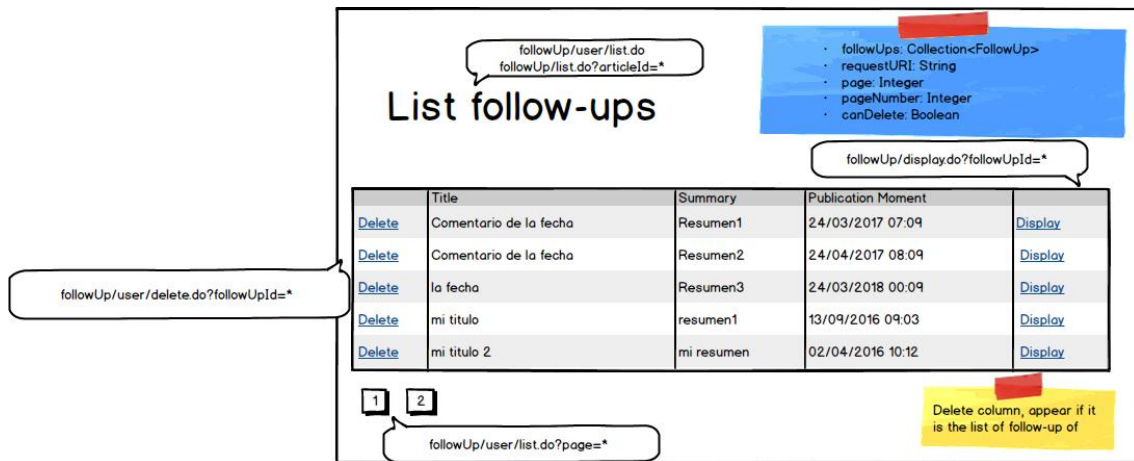 followUp/user/list.do
followUp/list.do?articleId=*
· followUps: Collection<FollowUp>
· requestURI: String
· page: Integer
· pageNumber: Integer
· canDelete: Boolean
List follow-ups
followUp/display.do?followUpId=*
Title Summary Publication Moment
Delete Comentario de la fecha Resumen1 24/03/2017 07:09 Display
Delete Comentario de la fecha Resumen2 24/04/2017 08:09 Display
Delete la fecha Resumen3 24/03/2018 00:09 Display
Delete mi titulo resumen1 13/09/2016 09:03 Display
Delete mi titulo 2 mi resumen 02/04/2016 10:12 Display
followUp/user/delete.do?followUpId=*
1 2
followUp/user/list.do?page=*
Delete column, appear if it
is the list of follow-up of